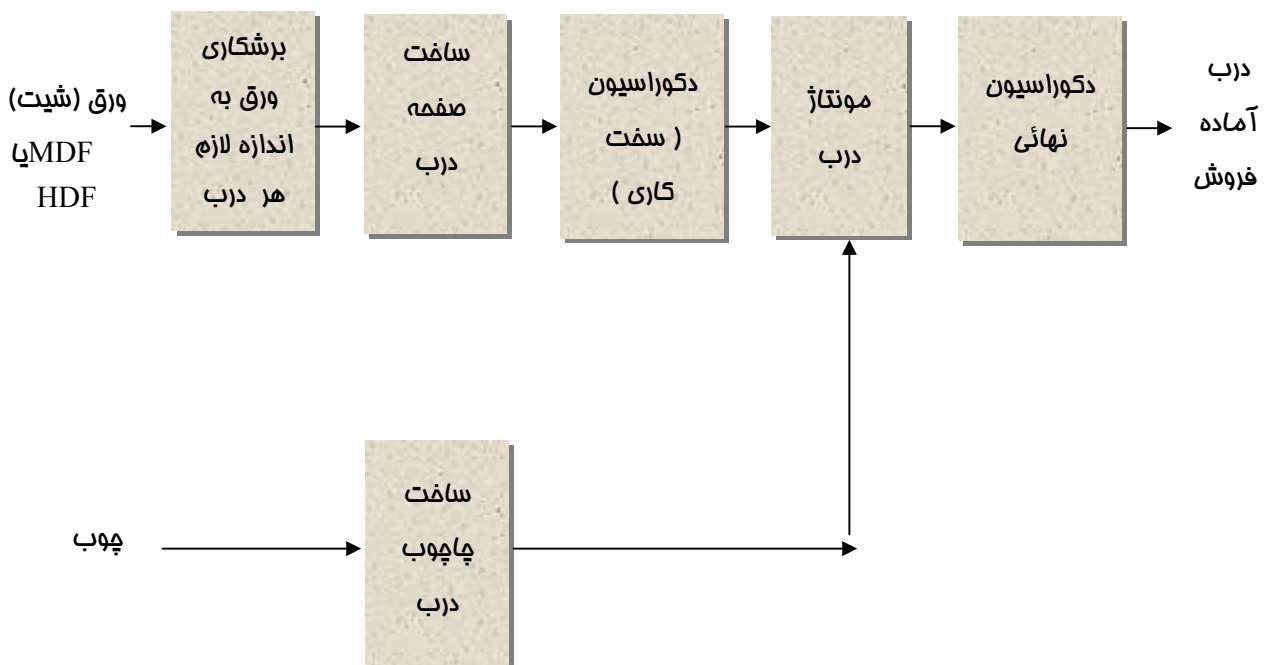 ورق (شیت)
MDFیا
HDF
برشکاری
ورق به
اندازه لازم
هر درب
ساخت
صفحه
درب
دکوراسیون
( سخت
کاری )
مونتاژ
درب
دکوراسیون
نهائی
درب
آماده
فروش
چوب
ساخت
چاچوب
درب